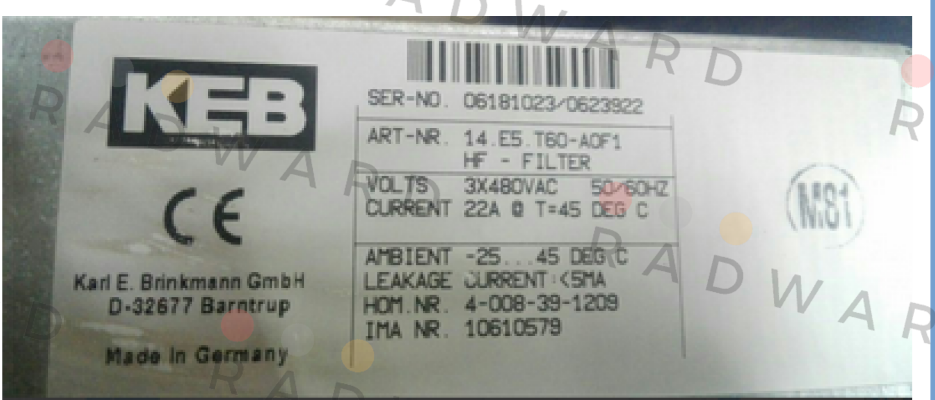 KEB
SER-NO. 06181023/0623922
ART-NR. 14.E5.T60-A0F1
HF - FILTER
VOLTS 3X480VAC 50/60HZ
CURRENT 22A @ T=45 DEG C
AMBIENT -25...45 DEG C
LEAKAGE CURRENT:<5MA
HOM.NR. 4-008-39-1209
IMA NR. 10610579
CE
Karl E. Brinkmann GmbH
D-32677 Barntrup
Made in Germany
M81
RADWARD
RADWARD
RADWARD